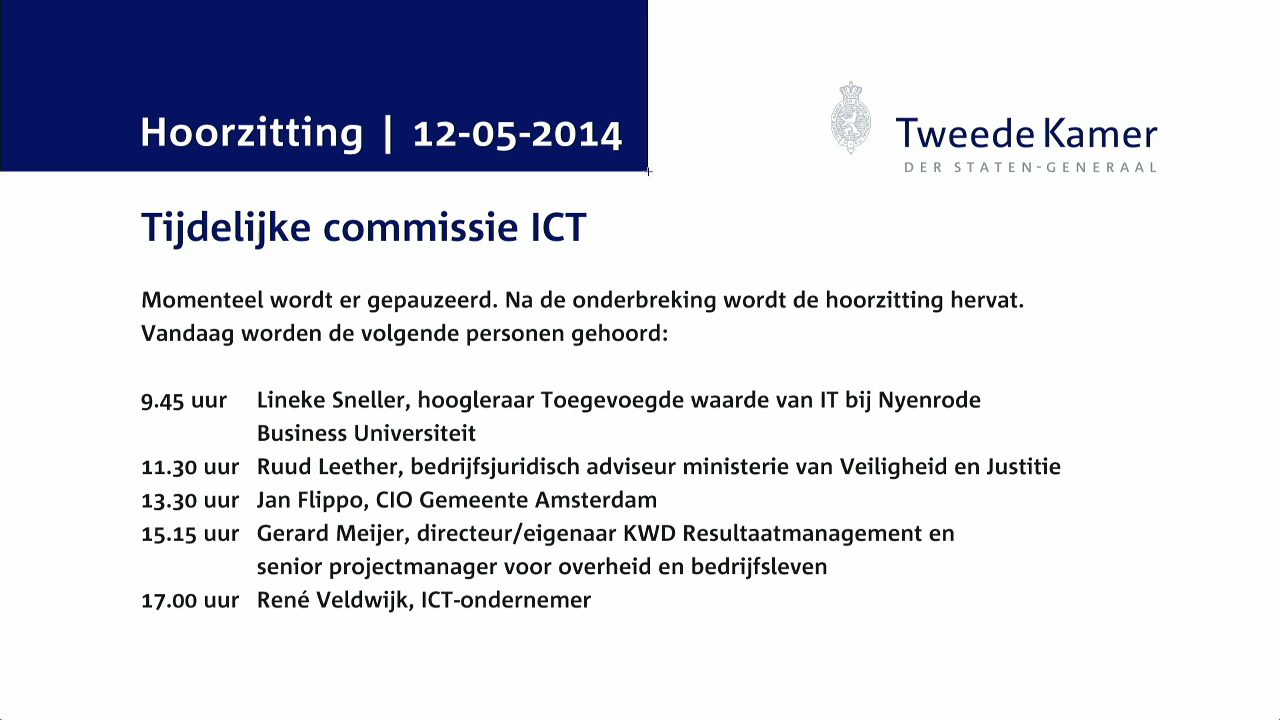 Hoorzitting | 12-05-2014
Tweede Kamer
DER STATEN-GENERAAL
Tijdelijke commissie ICT
Momenteel wordt er gepauzeerd. Na de onderbreking wordt de hoorzitting hervat.
Vandaag worden de volgende personen gehoord:
9.45 uur Lineke Sneller, hoogleraar Toegevoegde waarde van IT bij Nyenrode
Business Universiteit
11.30 uur Ruud Leether, bedrijfsjuridisch adviseur ministerie van Veiligheid en Justitie
13.30 uur Jan Flippo, CIO Gemeente Amsterdam
15.15 uur Gerard Meijer, directeur/eigenaar KWD Resultaatmanagement en
senior projectmanager voor overheid en bedrijfsleven
17.00 uur René Veldwijk, ICT-ondernemer